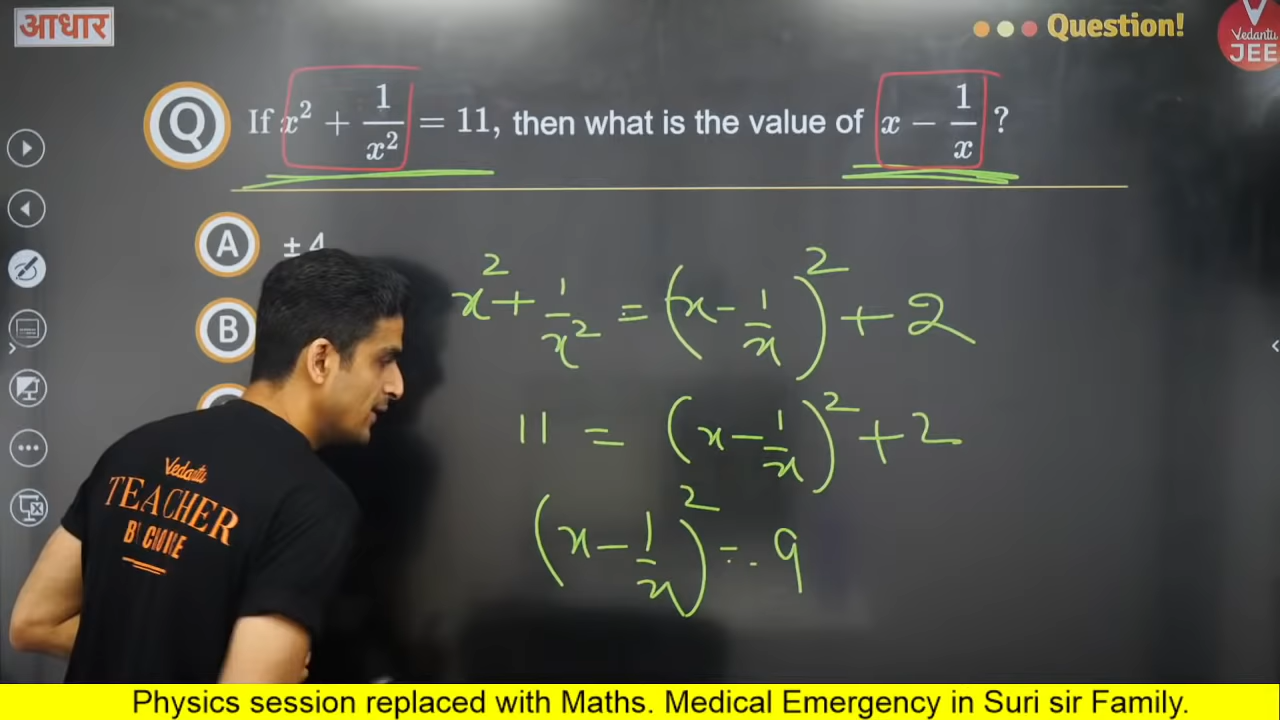 आधार
Question!
Vedantu
JEE
Q If x² + 1/x² = 11, then what is the value of x − 1/x ?
A ± 4
B
x² + 1/x² = (x − 1/x)² + 2
11 = (x − 1/x)² + 2
(x − 1/x)² = 9
Vedantu
TEACHER
BY CHOICE
Physics session replaced with Maths. Medical Emergency in Suri sir Family.